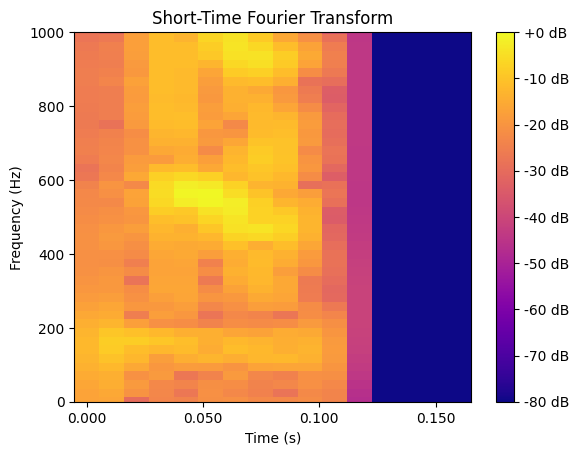 Short-Time Fourier Transform
Frequency (Hz)
1000
800
600
400
200
0
0.000 0.050 0.100 0.150
Time (s)
+0 dB
-10 dB
-20 dB
-30 dB
-40 dB
-50 dB
-60 dB
-70 dB
-80 dB